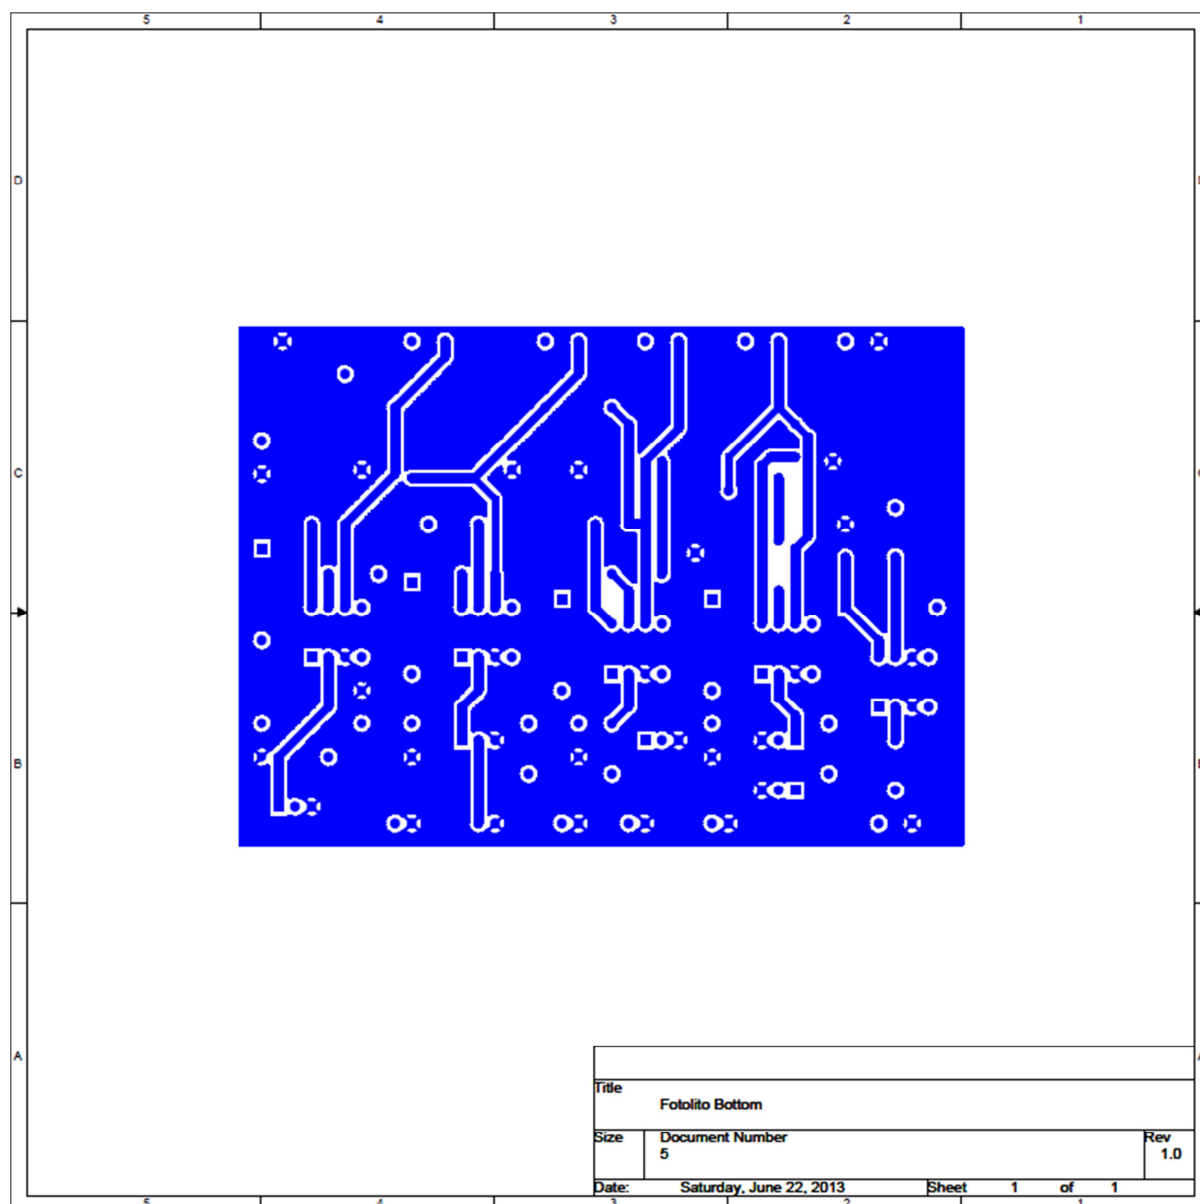 5 4 3 2 1
D D
C C
B B
A A
Title
Fotolito Bottom
Size Document Number Rev
5 1.0
Date: Saturday, June 22, 2013 Sheet 1 of 1
5 4 3 2 1